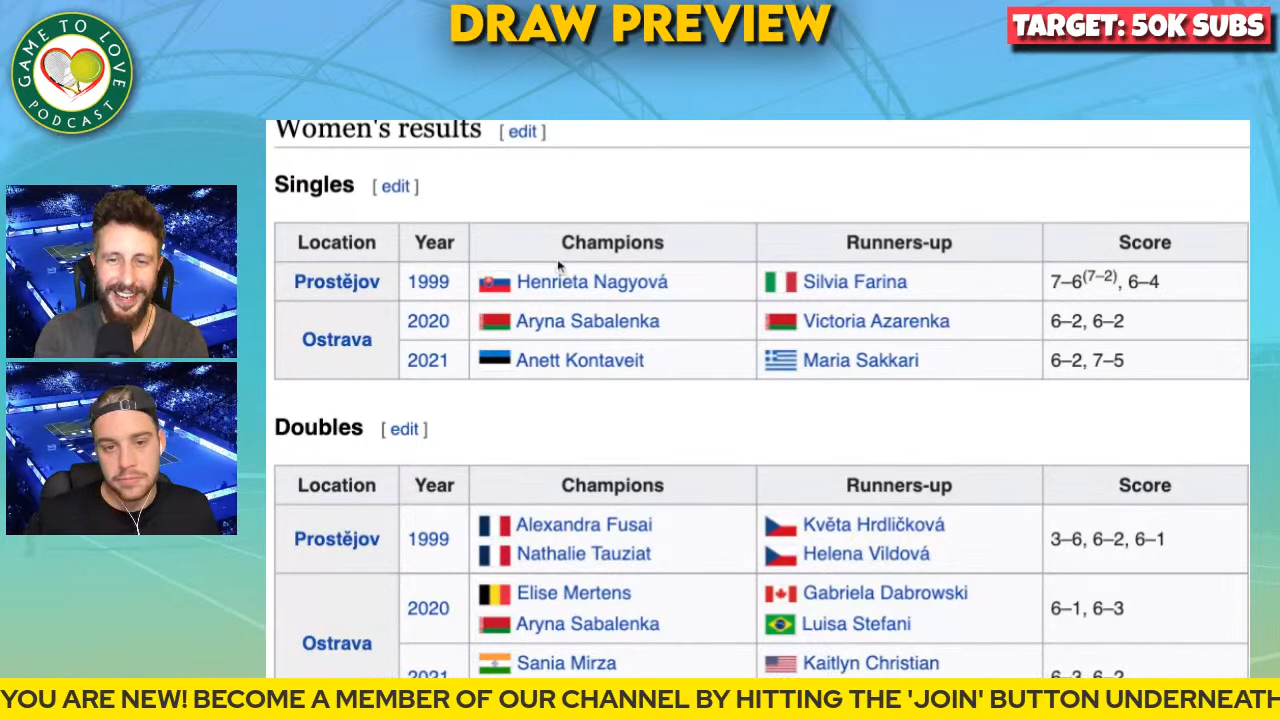 DRAW PREVIEW
TARGET: 50K SUBS
GAME TO LOVE
PODCAST
Women's results [ edit ]
Singles [ edit ]
Location Year Champions Runners-up Score
Prostějov 1999 Henrieta Nagyová Silvia Farina 7–6(7–2), 6–4
Ostrava 2020 Aryna Sabalenka Victoria Azarenka 6–2, 6–2
2021 Anett Kontaveit Maria Sakkari 6–2, 7–5
Doubles [ edit ]
Location Year Champions Runners-up Score
Prostějov 1999 Alexandra Fusai Květa Hrdličková 3–6, 6–2, 6–1
Nathalie Tauziat Helena Vildová
Ostrava 2020 Elise Mertens Gabriela Dabrowski 6–1, 6–3
Aryna Sabalenka Luisa Stefani
2021 Sania Mirza Kaitlyn Christian 6–3, 6–2
YOU ARE NEW! BECOME A MEMBER OF OUR CHANNEL BY HITTING THE 'JOIN' BUTTON UNDERNEATH